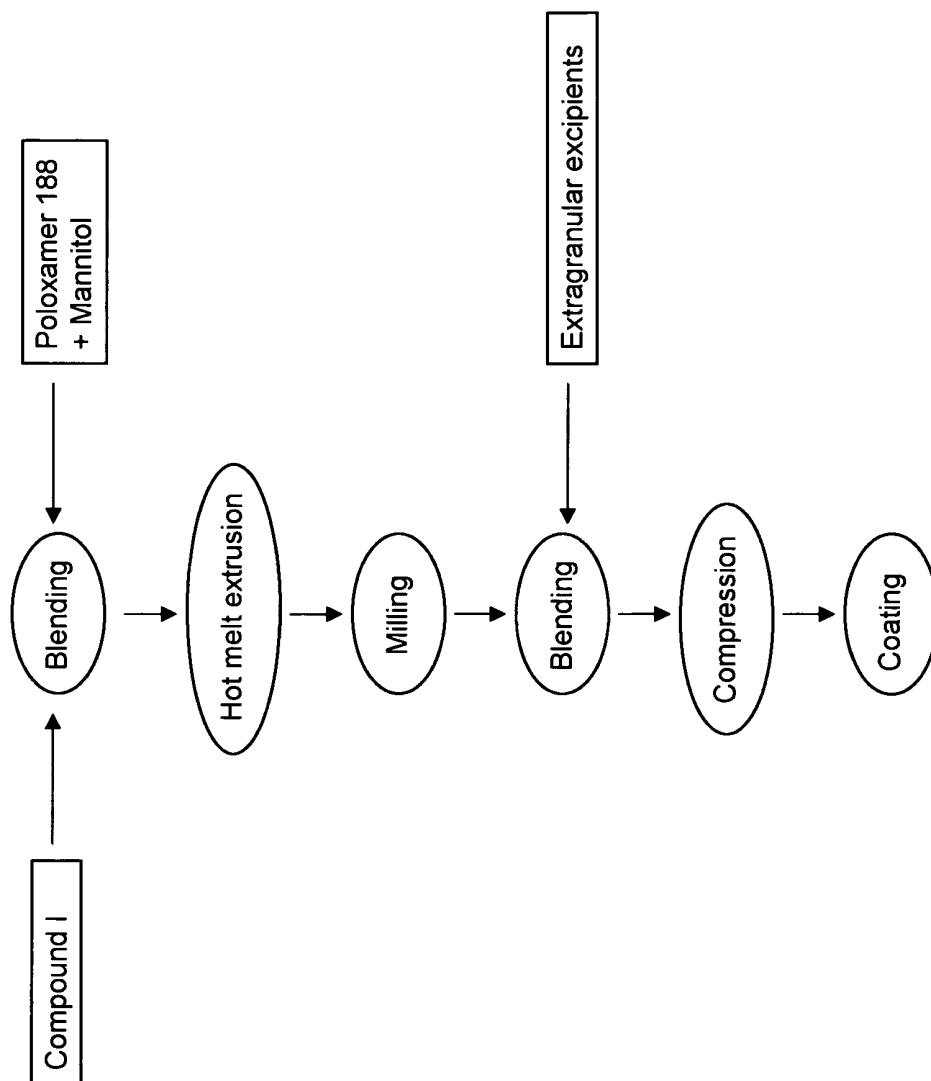 Compound I
Blending
Poloxamer 188
+ Mannitol
Hot melt extrusion
Milling
Blending
Extragranular excipients
Compression
Coating